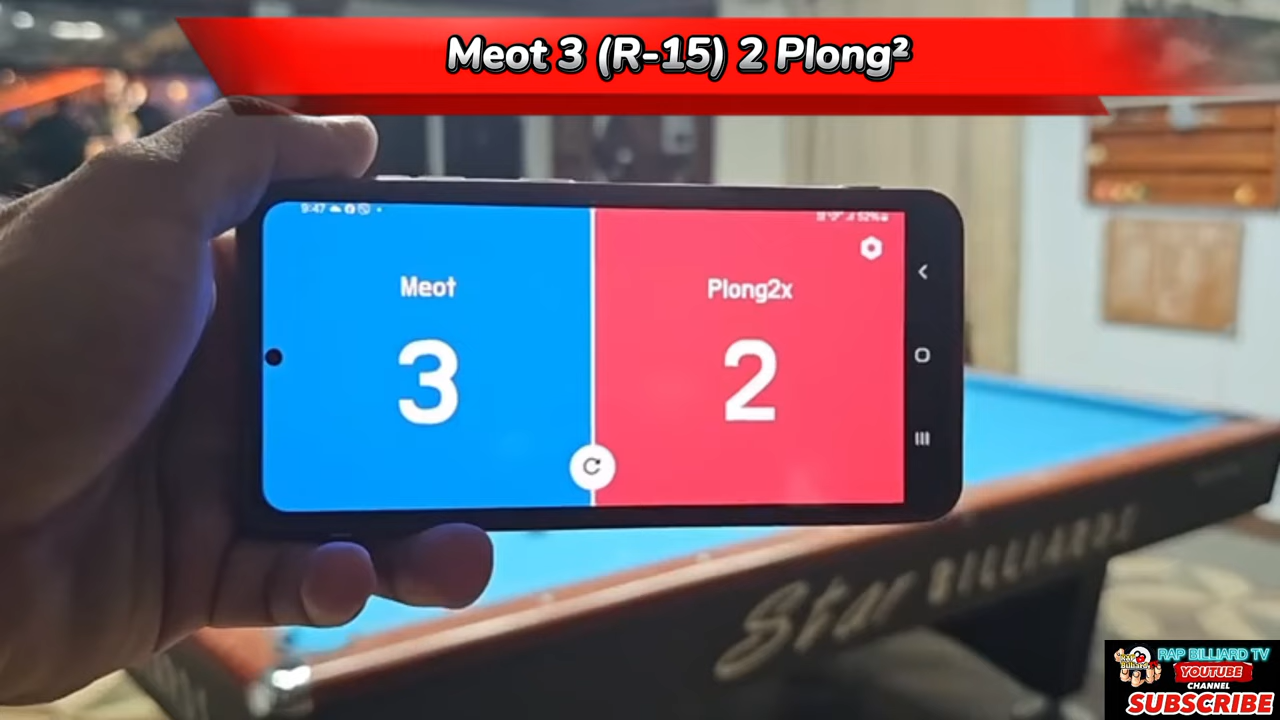 Meot 3 (R-15) 2 Plong²
9:47
52%
Meot
Plong2x
3
2
Star BILLIARDS
RAP BILLIARD TV
YOUTUBE
CHANNEL
SUBSCRIBE